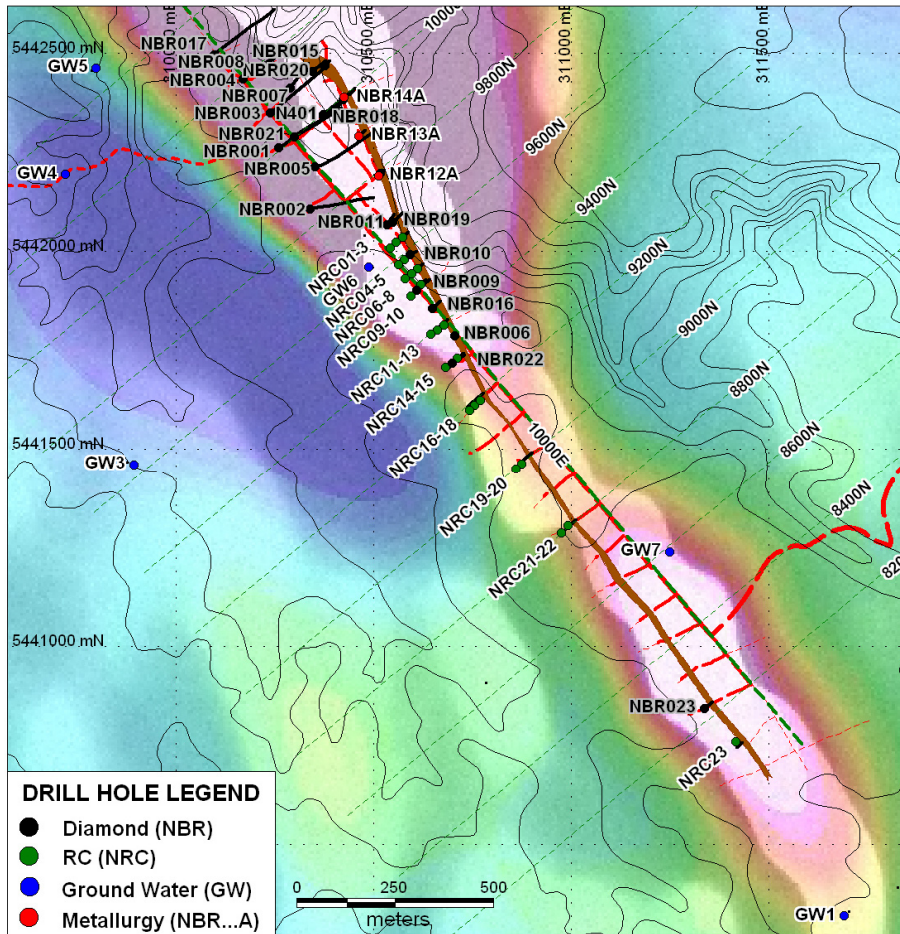 5442500 mN
310000 mE
310500 mE
311000 mE
311500 mE
10000N
9800N
9600N
9400N
9200N
9000N
8800N
8600N
8400N
NBR017
NBR015
GW5
NBR008
NBR020
NBR004
NBR007
NBR14A
NBR003
N401
NBR018
NBR021
NBR13A
NBR001
GW4
NBR005
NBR12A
NBR002
NBR011
NBR019
5442000 mN
NRC01-3
NBR010
GW6
NBR009
NRC04-5
NRC06-8
NBR016
NRC09-10
NBR006
NRC11-13
NBR022
NRC14-15
5441500 mN
10000E
GW3
NRC16-18
NRC19-20
NRC21-22
GW7
5441000 mN
NBR023
NRC23
GW1
DRILL HOLE LEGEND
Diamond (NBR)
RC (NRC)
Ground Water (GW)
Metallurgy (NBR...A)
0 250 500
meters